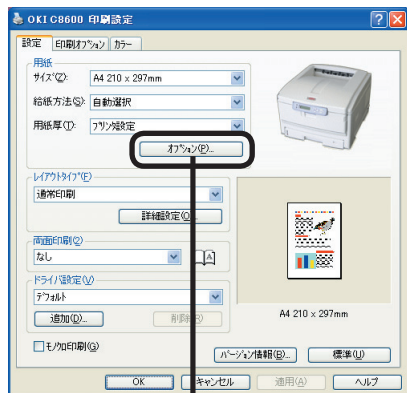 OKI C8600 印刷設定
設定 印刷オプション カラー
用紙
サイズ(Z): A4 210 x 297mm
給紙方法(S): 自動選択
用紙厚(T): プリンタ設定
オプション(P)...
レイアウトタイプ(E)
通常印刷
詳細設定(O)...
両面印刷(2)
なし
ドライバ設定(V)
デフォルト
追加(D)... 削除(R)
A4 210 x 297mm
モノクロ印刷(G)
バージョン情報(B)... 標準(U)
OK キャンセル 適用(A) ヘルプ